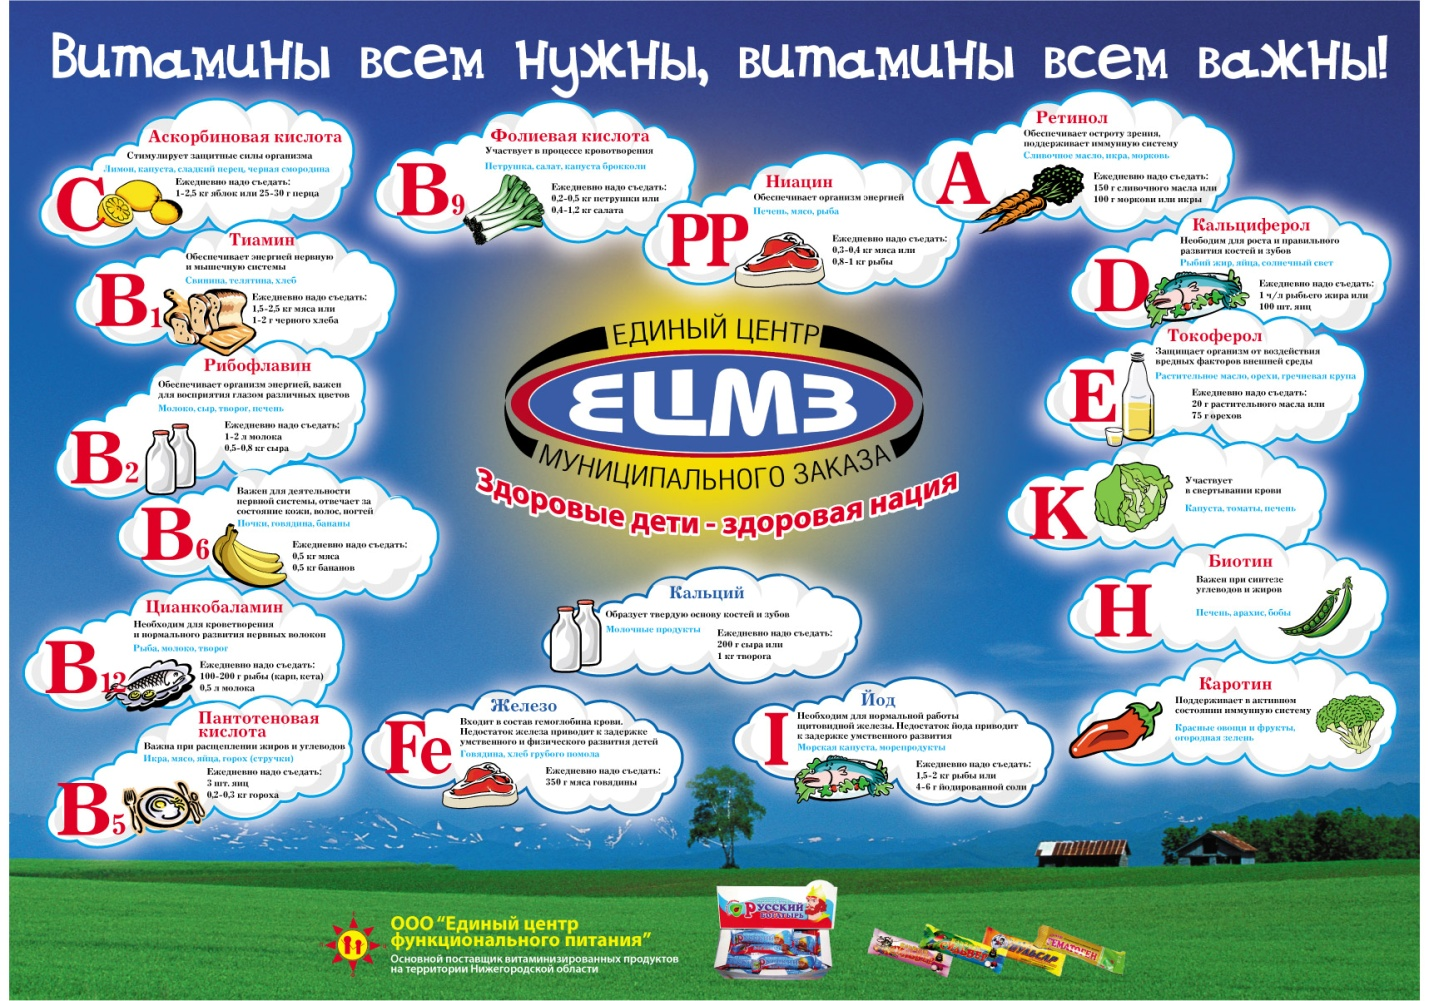 Витамины всем нужны, витамины всем важны!
Аскорбиновая кислота
Стимулирует защитные силы организма
Лимон, капуста, сладкий перец, черная смородина
C
Ежедневно надо съедать:
1-2,5 кг яблок или 25-30 г перца
Тиамин
Обеспечивает энергией нервную
и мышечную системы
Свинина, телятина, хлеб
B1
Ежедневно надо съедать:
1,5-2,5 кг мяса или
1-2 г черного хлеба
Рибофлавин
Обеспечивает организм энергией, важен
для восприятия глазом различных цветов
Молоко, сыр, творог, печень
B2
Ежедневно надо съедать:
1-2 л молока
0,5-0,8 кг сыра
Важен для деятельности
нервной системы, отвечает за
состояние кожи, волос, ногтей
Почки, говядина, бананы
B6
Ежедневно надо съедать:
0,5 кг мяса
0,5 кг бананов
Цианкобаламин
Необходим для кроветворения
и нормального развития нервных волокон
Рыба, молоко, творог
B12
Ежедневно надо съедать:
100-200 г рыбы (карп, кета)
0,5 л молока
Пантотеновая
кислота
Важна при расщеплении жиров и углеводов
Икра, мясо, яйца, горох (стручки)
B5
Ежедневно надо съедать:
3 шт. яиц
0,2-0,3 кг гороха
Фолиевая кислота
Участвует в процессе кровотворения
Петрушка, салат, капуста брокколи
B9
Ежедневно надо съедать:
0,2-0,5 кг петрушки или
0,4-1,2 кг салата
Ниацин
Обеспечивает организм энергией
Печень, мясо, рыба
PP
Ежедневно надо съедать:
0,3-0,4 кг мяса или
0,8-1 кг рыбы
Ретинол
Обеспечивает остроту зрения,
поддерживает иммунную систему
Сливочное масло, икра, морковь
A
Ежедневно надо съедать:
150 г сливочного масла или
100 г моркови или икры
Кальциферол
Неободим для роста и правильного
развития костей и зубов
Рыбий жир, яйца, солнечный свет
D
Ежедневно надо съедать:
1 ч/л рыбьего жира или
100 шт. яиц
Токоферол
Защищает организм от воздействия
вредных факторов внешней среды
Растительное масло, орехи, гречневая крупа
E
Ежедневно надо съедать:
20 г растительного масла или
75 г орехов
K
Участвует
в свертывании крови
Капуста, томаты, печень
Биотин
Важен при синтезе
углеводов и жиров
H
Печень, арахис, бобы
Каротин
Поддерживает в активном
состоянии иммунную систему
Красные овощи и фрукты,
огородная зелень
ЕДИНЫЙ ЦЕНТР
ЕЦМЗ
МУНИЦИПАЛЬНОГО ЗАКАЗА
Здоровые дети - здоровая нация
Кальций
Образует твердую основу костей и зубов
Молочные продукты
Ежедневно надо съедать:
200 г сыра или
1 кг творога
Железо
Входит в состав гемоглобина крови.
Недостаток железа приводит к задержке
умственного и физического развития детей
Говядина, хлеб грубого помола
Fe
Ежедневно надо съедать:
350 г мяса говядины
Йод
Необходим для нормальной работы
щитовидной железы. Недостаток йода приводит
к задержке умственного развития
Морская капуста, морепродукты
I
Ежедневно надо съедать:
1,5-2 кг рыбы или
4-6 г йодированной соли
ООО "Единый центр
функционального питания"
Основной поставщик витаминизированных продуктов
на территории Нижегородской области
РУССКИЙ
БОГАТЫРЬ
ПУЛЬСАР
ГЕМАТОГЕН